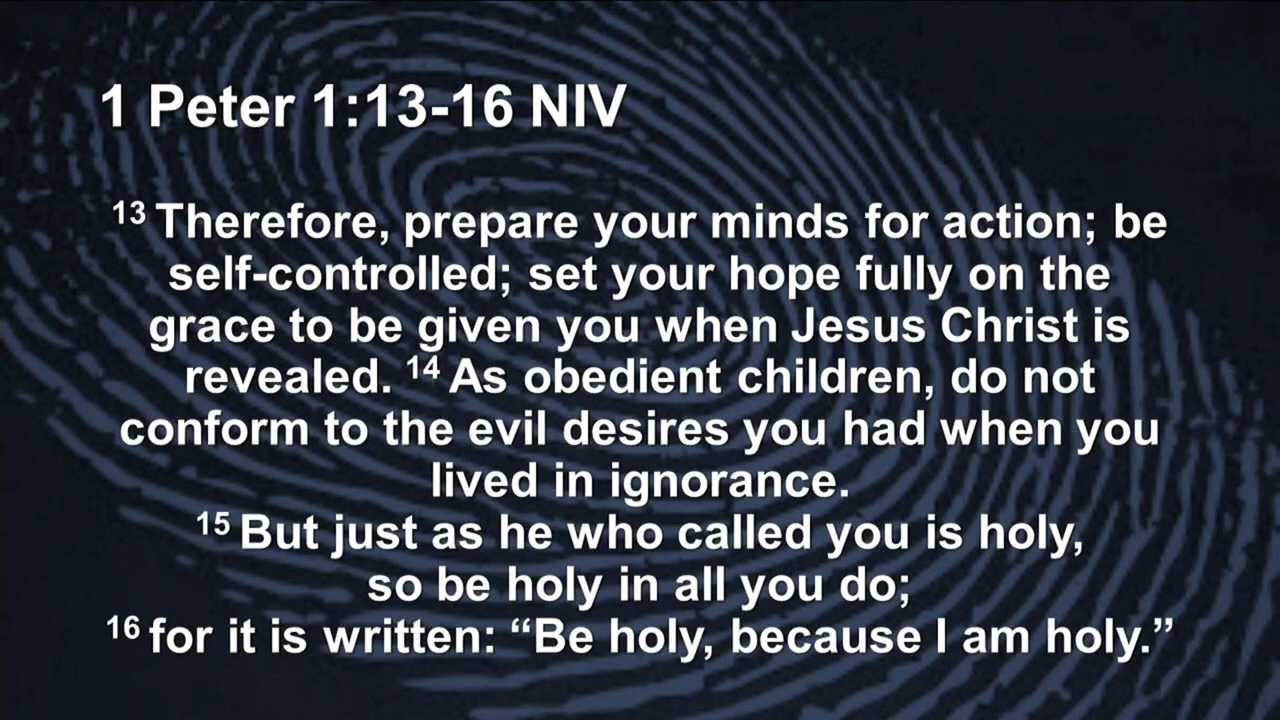 1 Peter 1:13-16 NIV
13 Therefore, prepare your minds for action; be
self-controlled; set your hope fully on the
grace to be given you when Jesus Christ is
revealed. 14 As obedient children, do not
conform to the evil desires you had when you
lived in ignorance.
15 But just as he who called you is holy,
so be holy in all you do;
16 for it is written: “Be holy, because I am holy.”